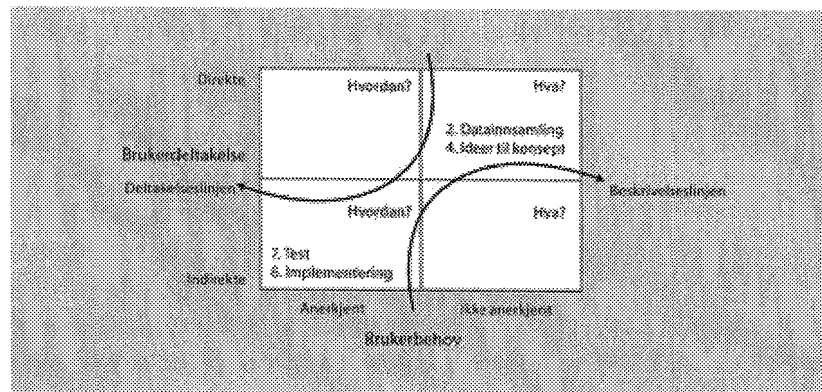 Direkte
Hvordan?
Hva?
2. Datainnsamling
4. Ideer til konsept
Brukerdeltakelse
Deltakelseslinjen
Beskrivelseslinjen
Hvordan?
Hva?
7. Test
6. Implementering
Indirekte
Anerkjent
Ikke anerkjent
Brukerbehov